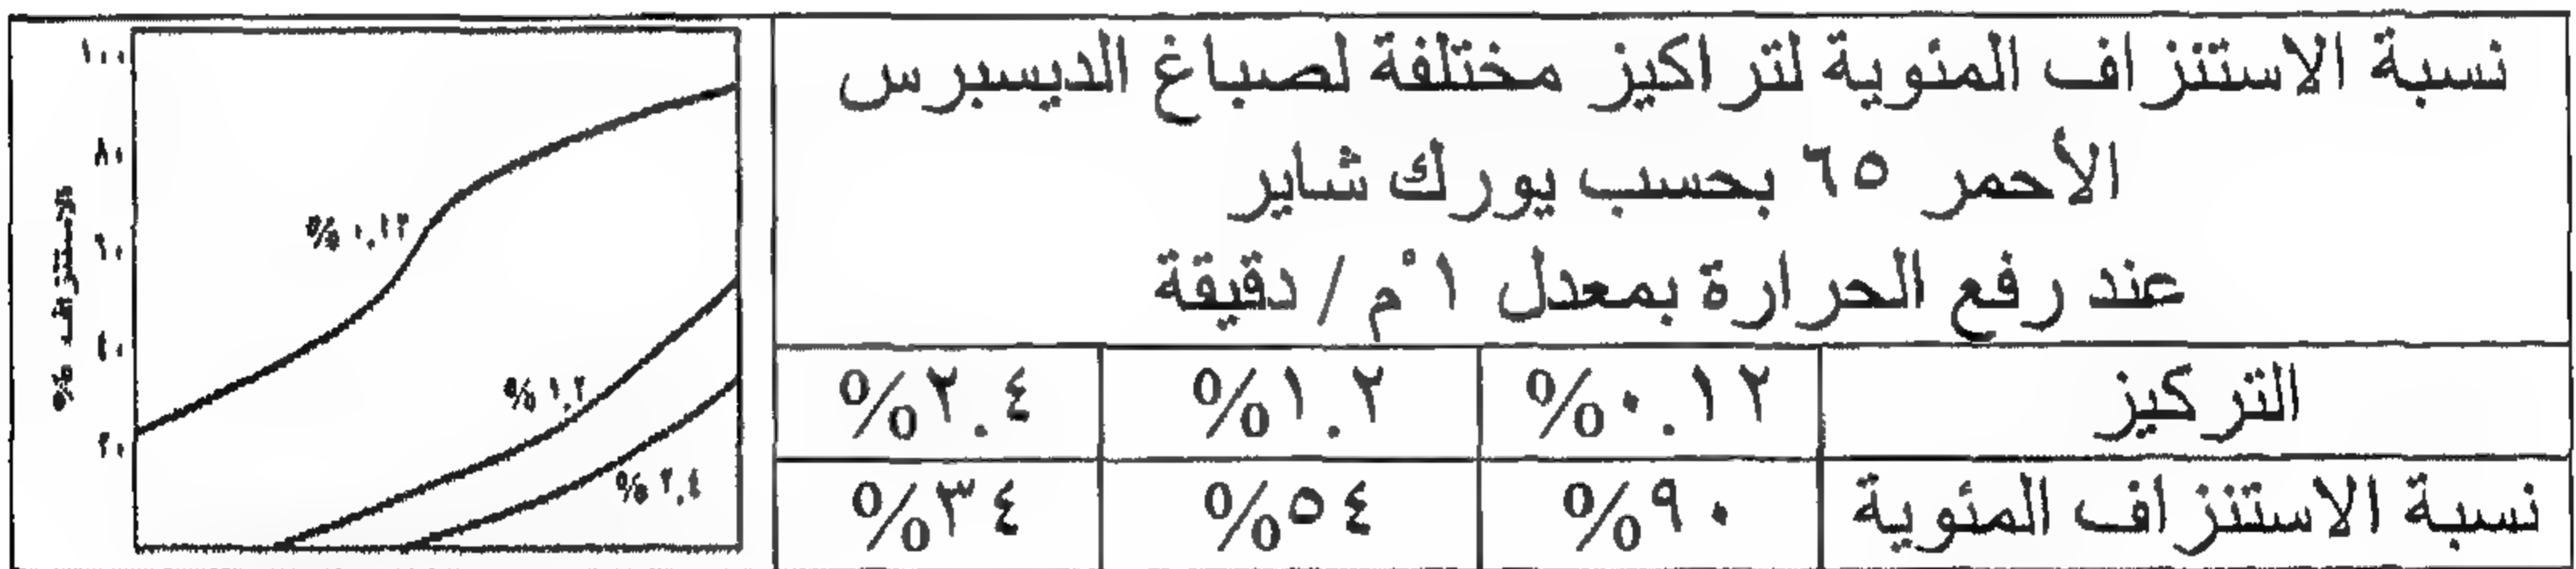 نسبة الاستنزاف المئوية لتراكيز مختلفة لصباغ الديسبرس
الأحمر ٦٥ بحسب يورك شاير
عند رفع الحرارة بمعدل ١°م / دقيقة
التركيز ٠.١٢% ١.٢% ٢.٤%
نسبة الاستنزاف المئوية ٩٠% ٥٤% ٣٤%
الاستنزاف %
١٠٠
٨٠
٦٠
٤٠
٢٠
٠.١٢ %
١.٢ %
٢.٤ %